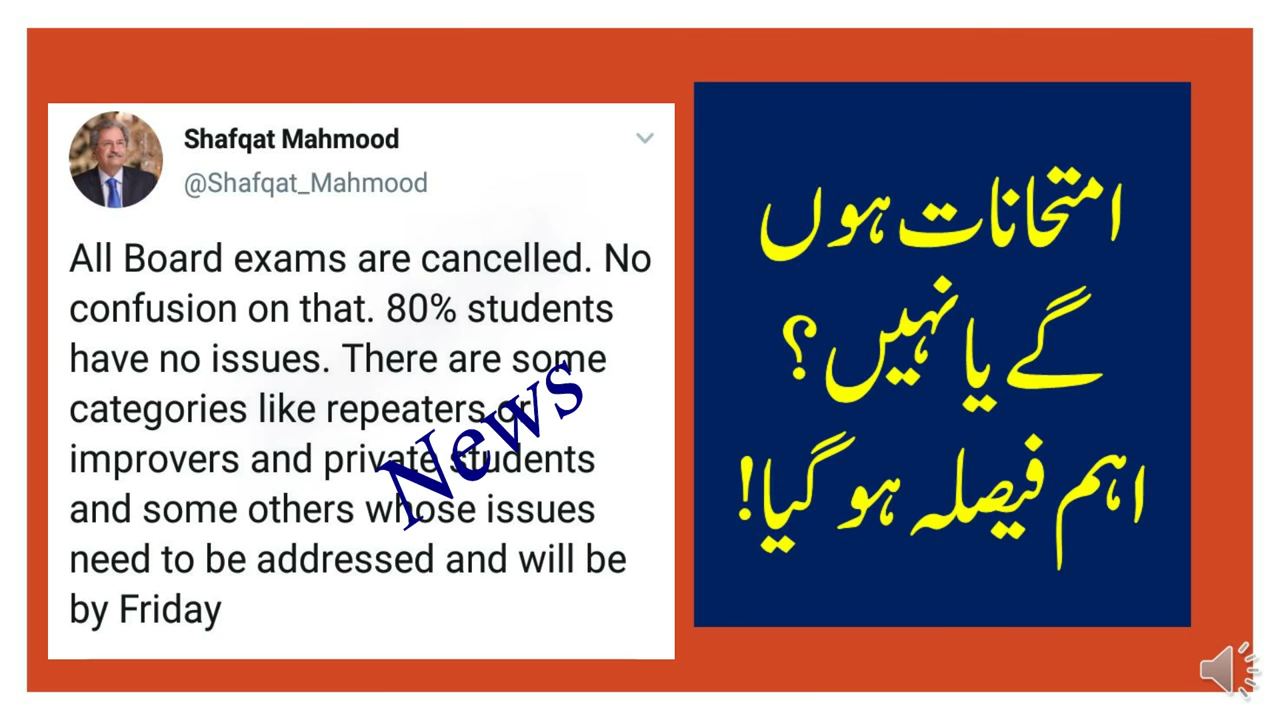 Shafqat Mahmood
@Shafqat_Mahmood
All Board exams are cancelled. No
confusion on that. 80% students
have no issues. There are some
categories like repeaters or
improvers and private students
and some others whose issues
need to be addressed and will be
by Friday
News
امتحانات ہوں
گے یا نہیں؟
اہم فیصلہ ہو گیا!